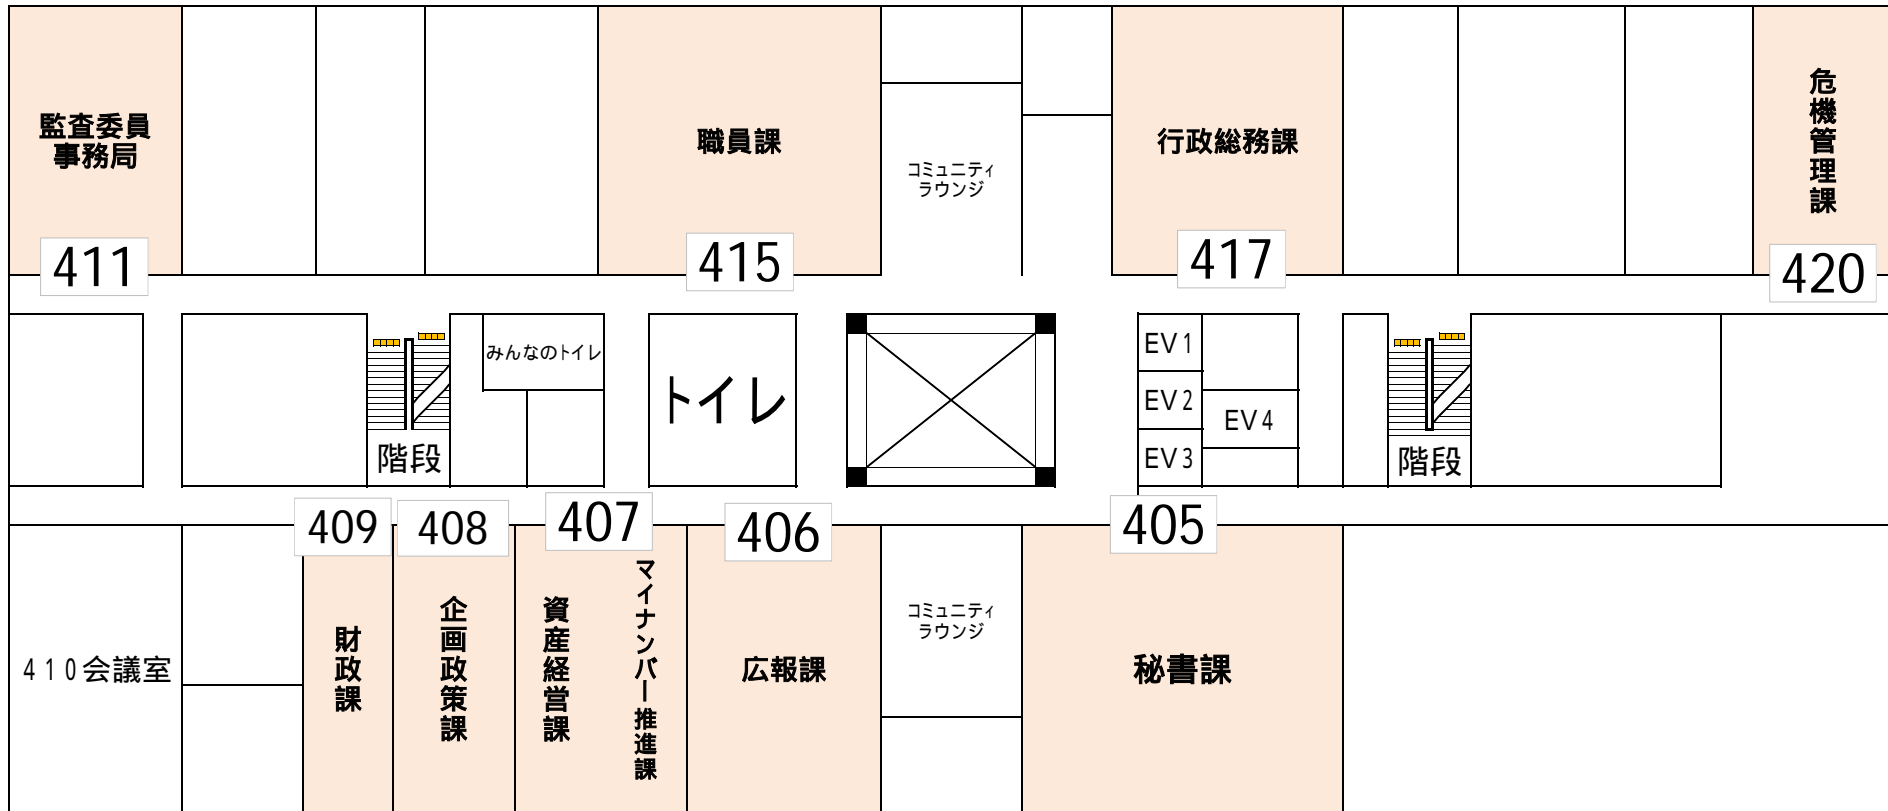 監査委員
事務局
411
職員課
415
コミュニティ
ラウンジ
行政総務課
417
危機管理課
420
みんなのトイレ
階段
トイレ
EV1
EV2
EV3
EV4
階段
410会議室
409
財政課
408
企画政策課
407
資産経営課
マイナンバー推進課
406
広報課
コミュニティ
ラウンジ
405
秘書課